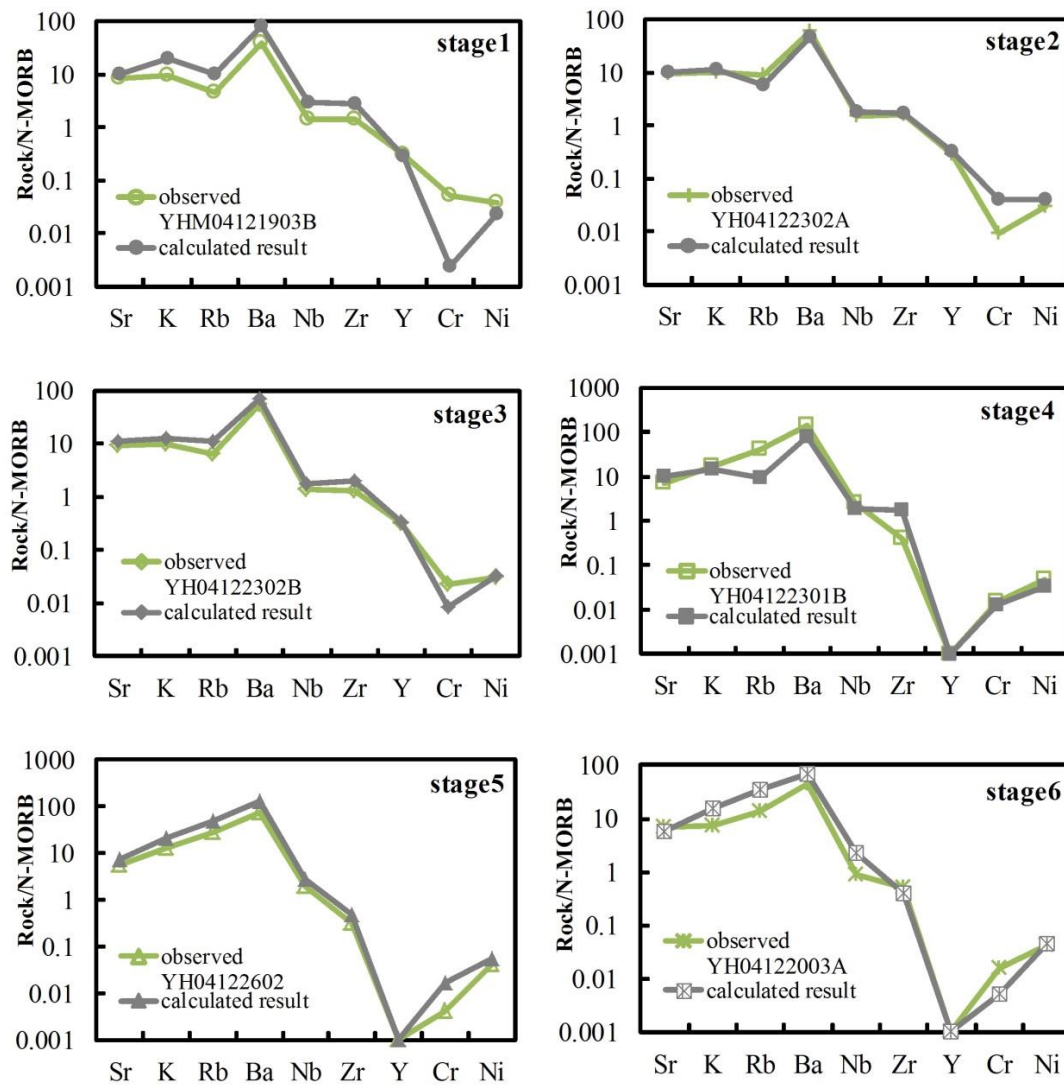 stage1
Rock/N-MORB
100
10
1
0.1
0.01
0.001
observed
YHM04121903B
calculated result
Sr K Rb Ba Nb Zr Y Cr Ni
stage2
Rock/N-MORB
100
10
1
0.1
0.01
0.001
observed
YH04122302A
calculated result
Sr K Rb Ba Nb Zr Y Cr Ni
stage3
Rock/N-MORB
100
10
1
0.1
0.01
0.001
observed
YH04122302B
calculated result
Sr K Rb Ba Nb Zr Y Cr Ni
stage4
Rock/N-MORB
1000
100
10
1
0.1
0.01
0.001
observed
YH04122301B
calculated result
Sr K Rb Ba Nb Zr Y Cr Ni
stage5
Rock/N-MORB
1000
100
10
1
0.1
0.01
0.001
observed
YH04122602
calculated result
Sr K Rb Ba Nb Zr Y Cr Ni
stage6
Rock/N-MORB
100
10
1
0.1
0.01
0.001
observed
YH04122003A
calculated result
Sr K Rb Ba Nb Zr Y Cr Ni